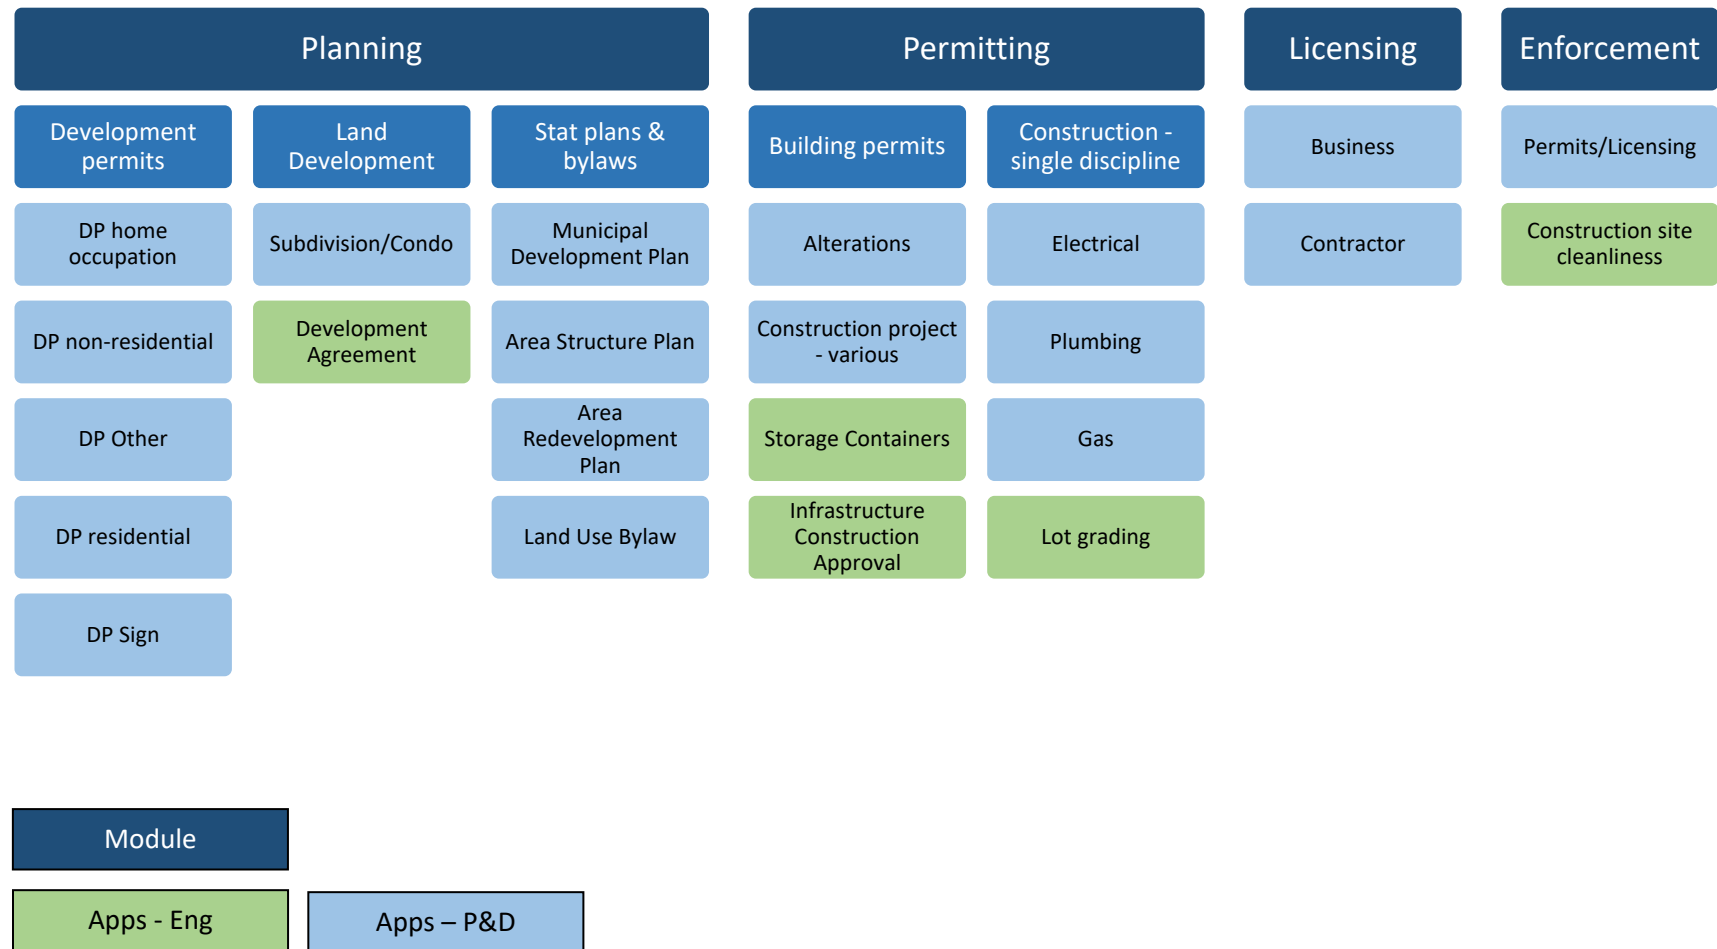 Planning
Permitting
Licensing
Enforcement
Development
permits
Land
Development
Stat plans &
bylaws
Building permits
Construction -
single discipline
Business
Permits/Licensing
DP home
occupation
Subdivision/Condo
Municipal
Development Plan
Alterations
Electrical
Contractor
Construction site
cleanliness
DP non-residential
Development
Agreement
Area Structure Plan
Construction project
- various
Plumbing
DP Other
Area
Redevelopment
Plan
Storage Containers
Gas
DP residential
Land Use Bylaw
Infrastructure
Construction
Approval
Lot grading
DP Sign
Module
Apps - Eng
Apps – P&D